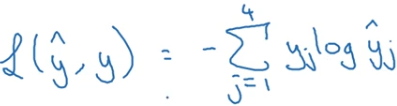 ℒ(ŷ, y) = - ∑_{j=1}^{4} y_j log ŷ_j